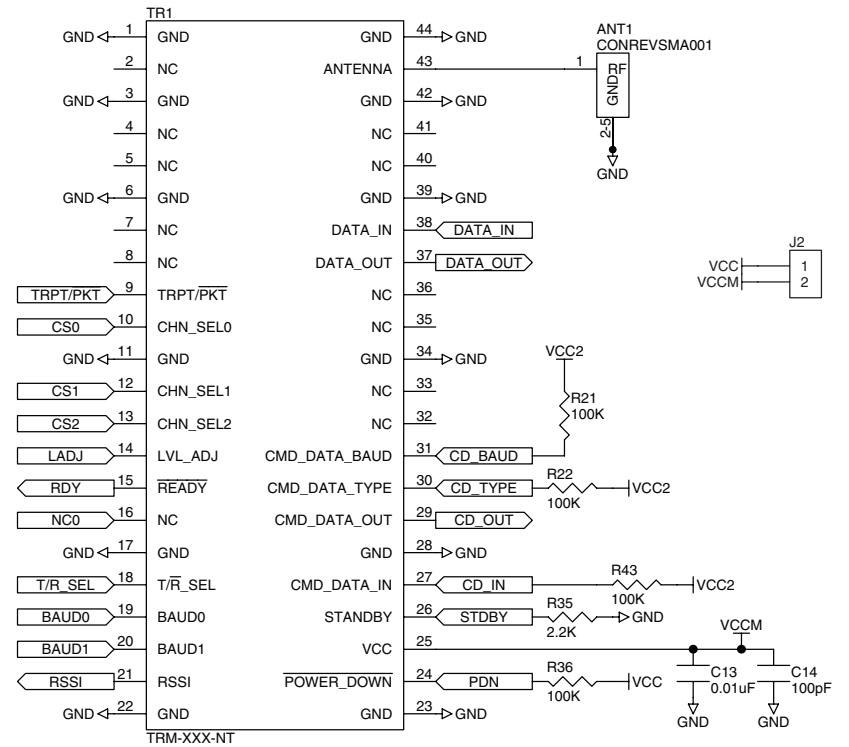 TR1
GND 1 GND GND 44 GND
2 NC ANTENNA 43
ANT1
CONREVSMA001
1 RF
GND
2-5
GND
GND 3 GND GND 42 GND
4 NC NC 41
5 NC NC 40
GND 6 GND GND 39 GND
7 NC DATA_IN 38 DATA_IN
8 NC DATA_OUT 37 DATA_OUT
J2
VCC 1
VCCM 2
TRPT/PKT 9 TRPT/PKT NC 36
CS0 10 CHN_SEL0 NC 35
GND 11 GND GND 34 GND
VCC2
R21
100K
CS1 12 CHN_SEL1 NC 33
CS2 13 CHN_SEL2 NC 32
LADJ 14 LVL_ADJ CMD_DATA_BAUD 31 CD_BAUD
RDY 15 READY CMD_DATA_TYPE 30 CD_TYPE R22 100K VCC2
NC0 16 NC CMD_DATA_OUT 29 CD_OUT
GND 17 GND GND 28 GND
T/R_SEL 18 T/R_SEL CMD_DATA_IN 27 CD_IN R43 100K VCC2
BAUD0 19 BAUD0 STANDBY 26 STDBY R35 2.2K GND
BAUD1 20 BAUD1 VCC 25 VCCM
RSSI 21 RSSI POWER_DOWN 24 PDN R36 100K VCC
C13
0.01uF
GND
C14
100pF
GND
GND 22 GND GND 23 GND
TRM-XXX-NT